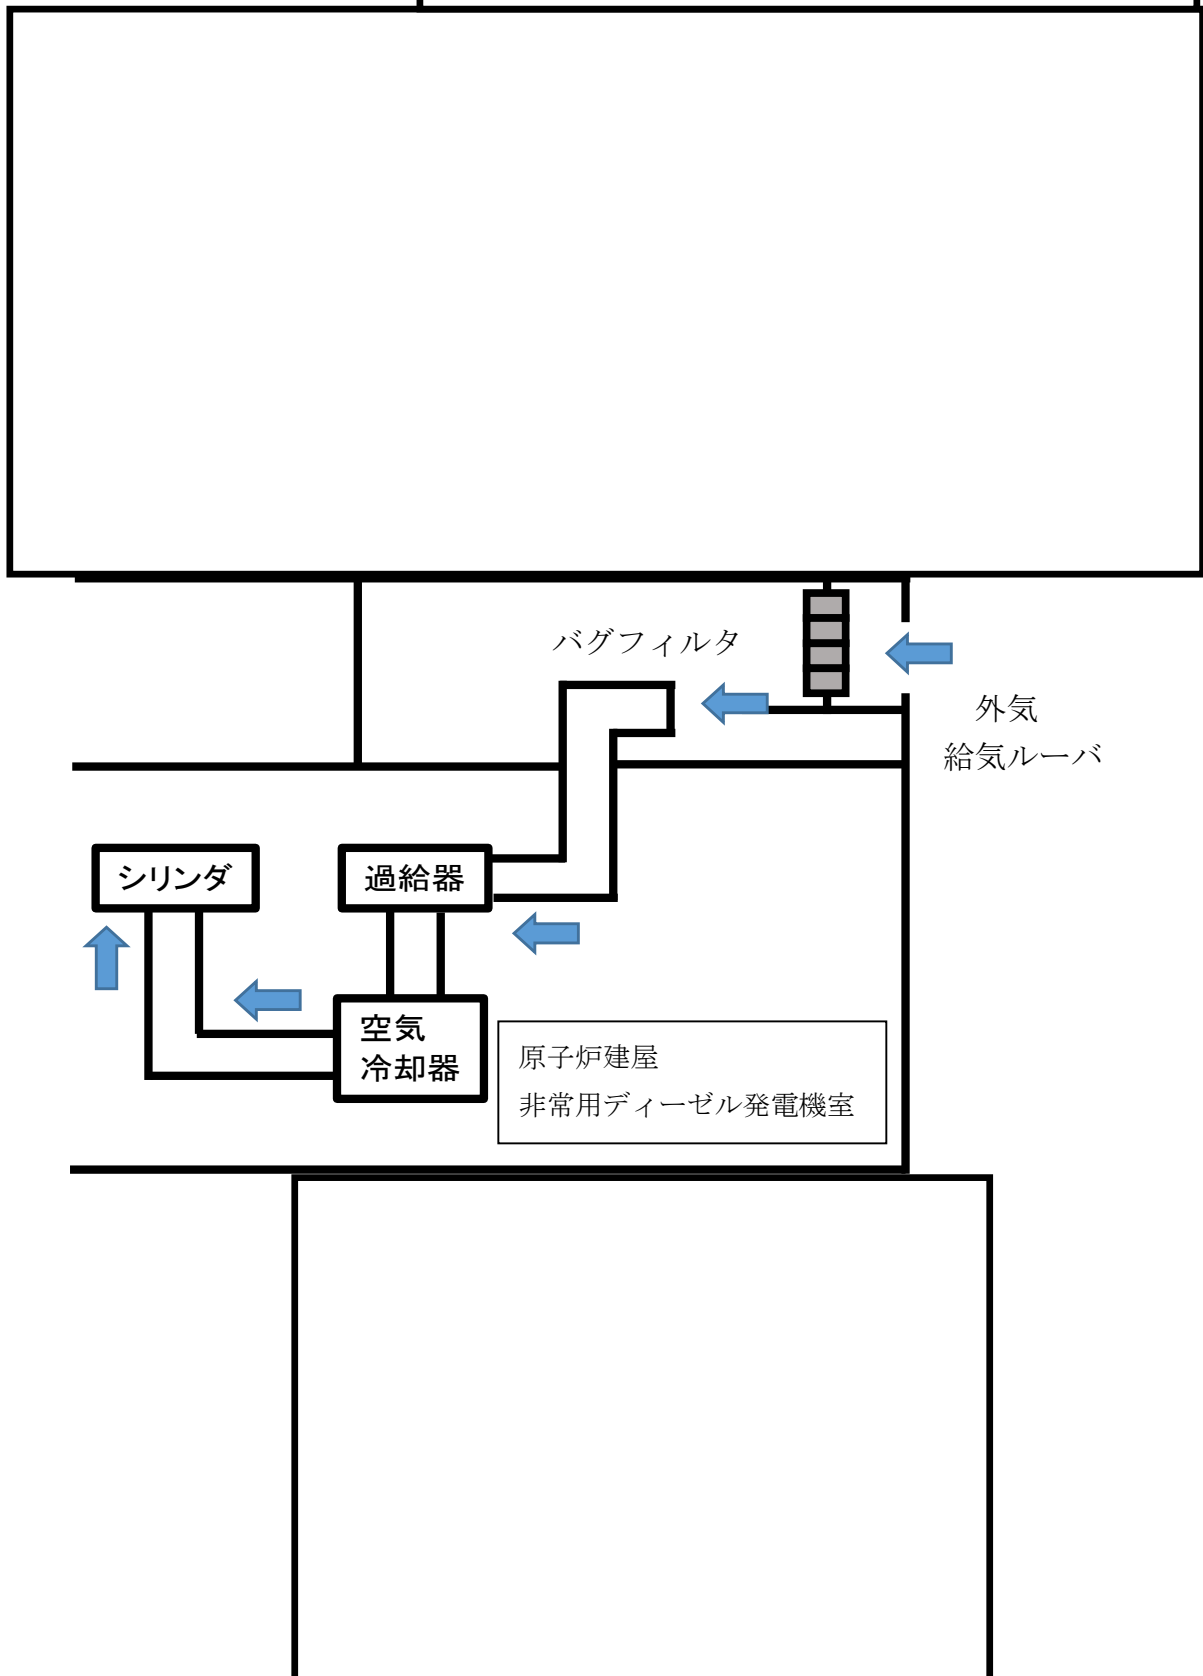 バグフィルタ
外気
給気ルーバ
シリンダ
過給器
空気
冷却器
原子炉建屋
非常用ディーゼル発電機室